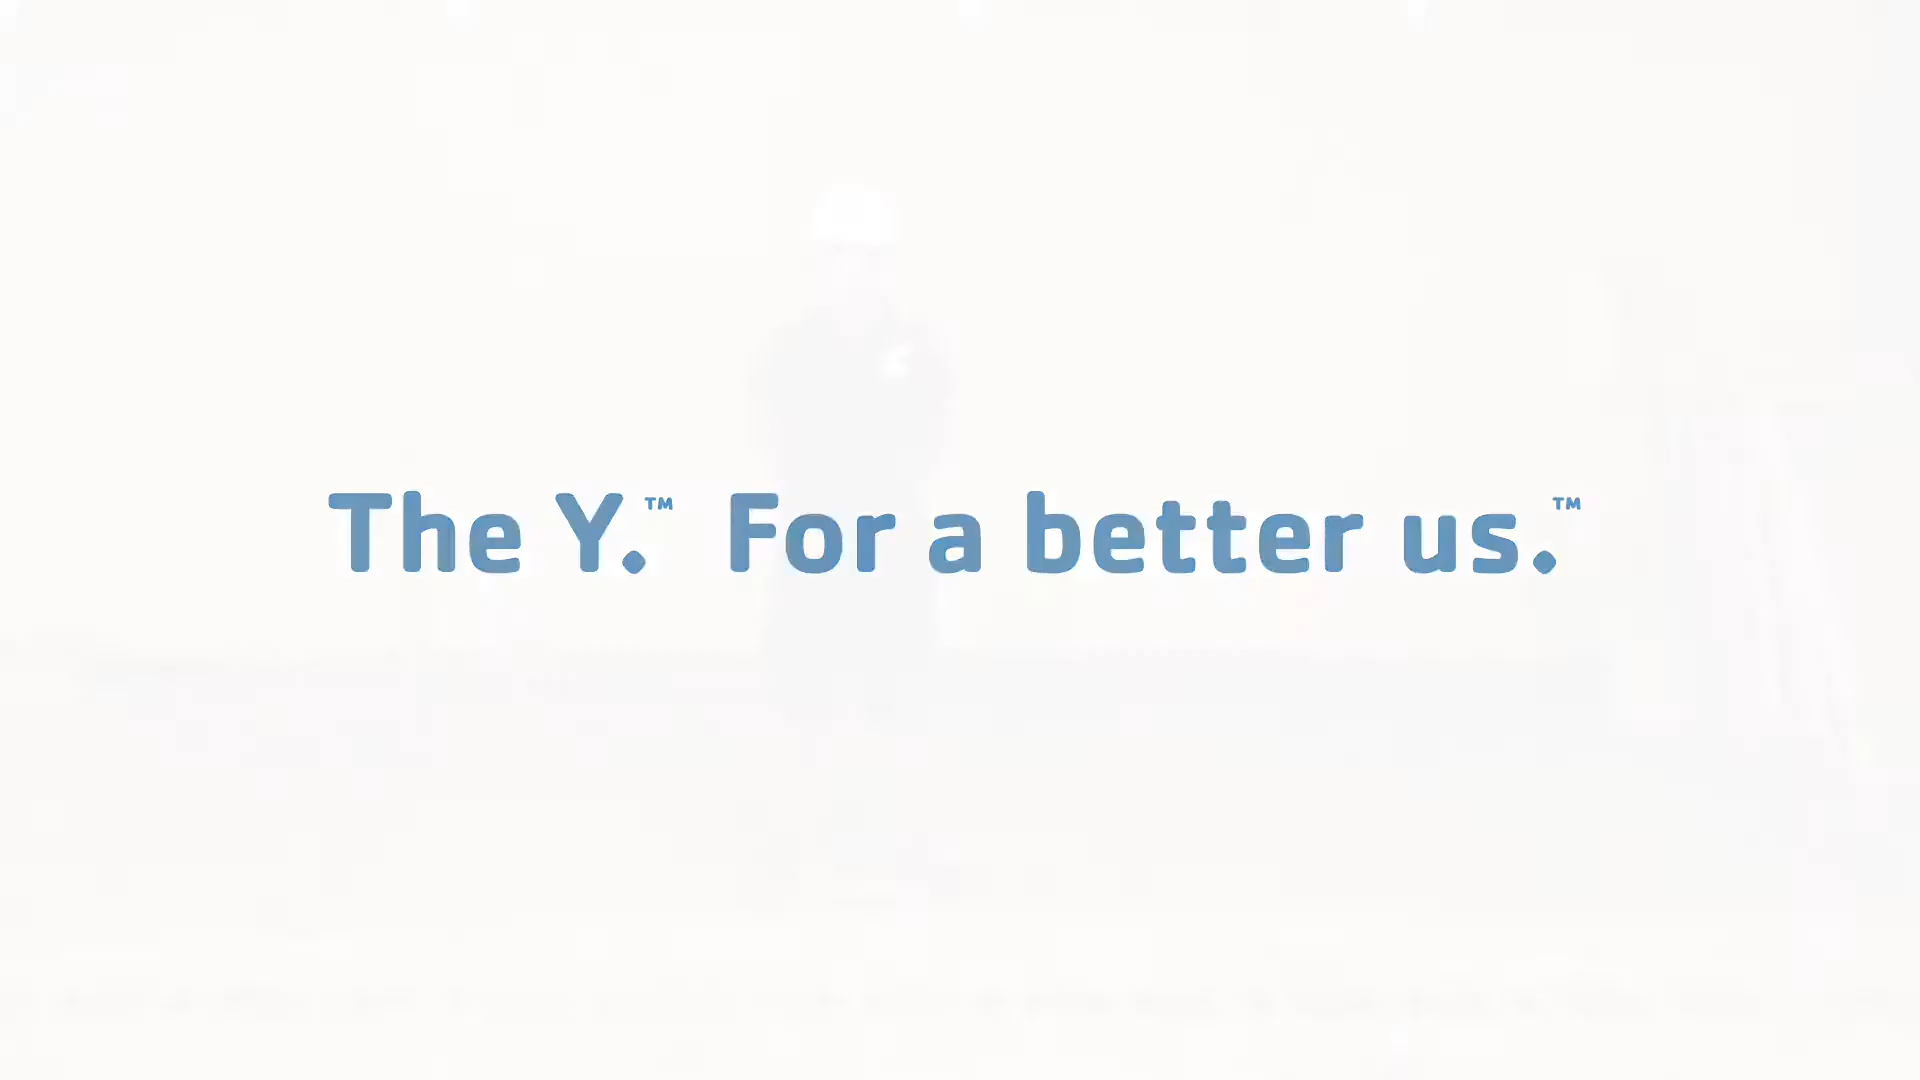 The Y.™ For a better us.™